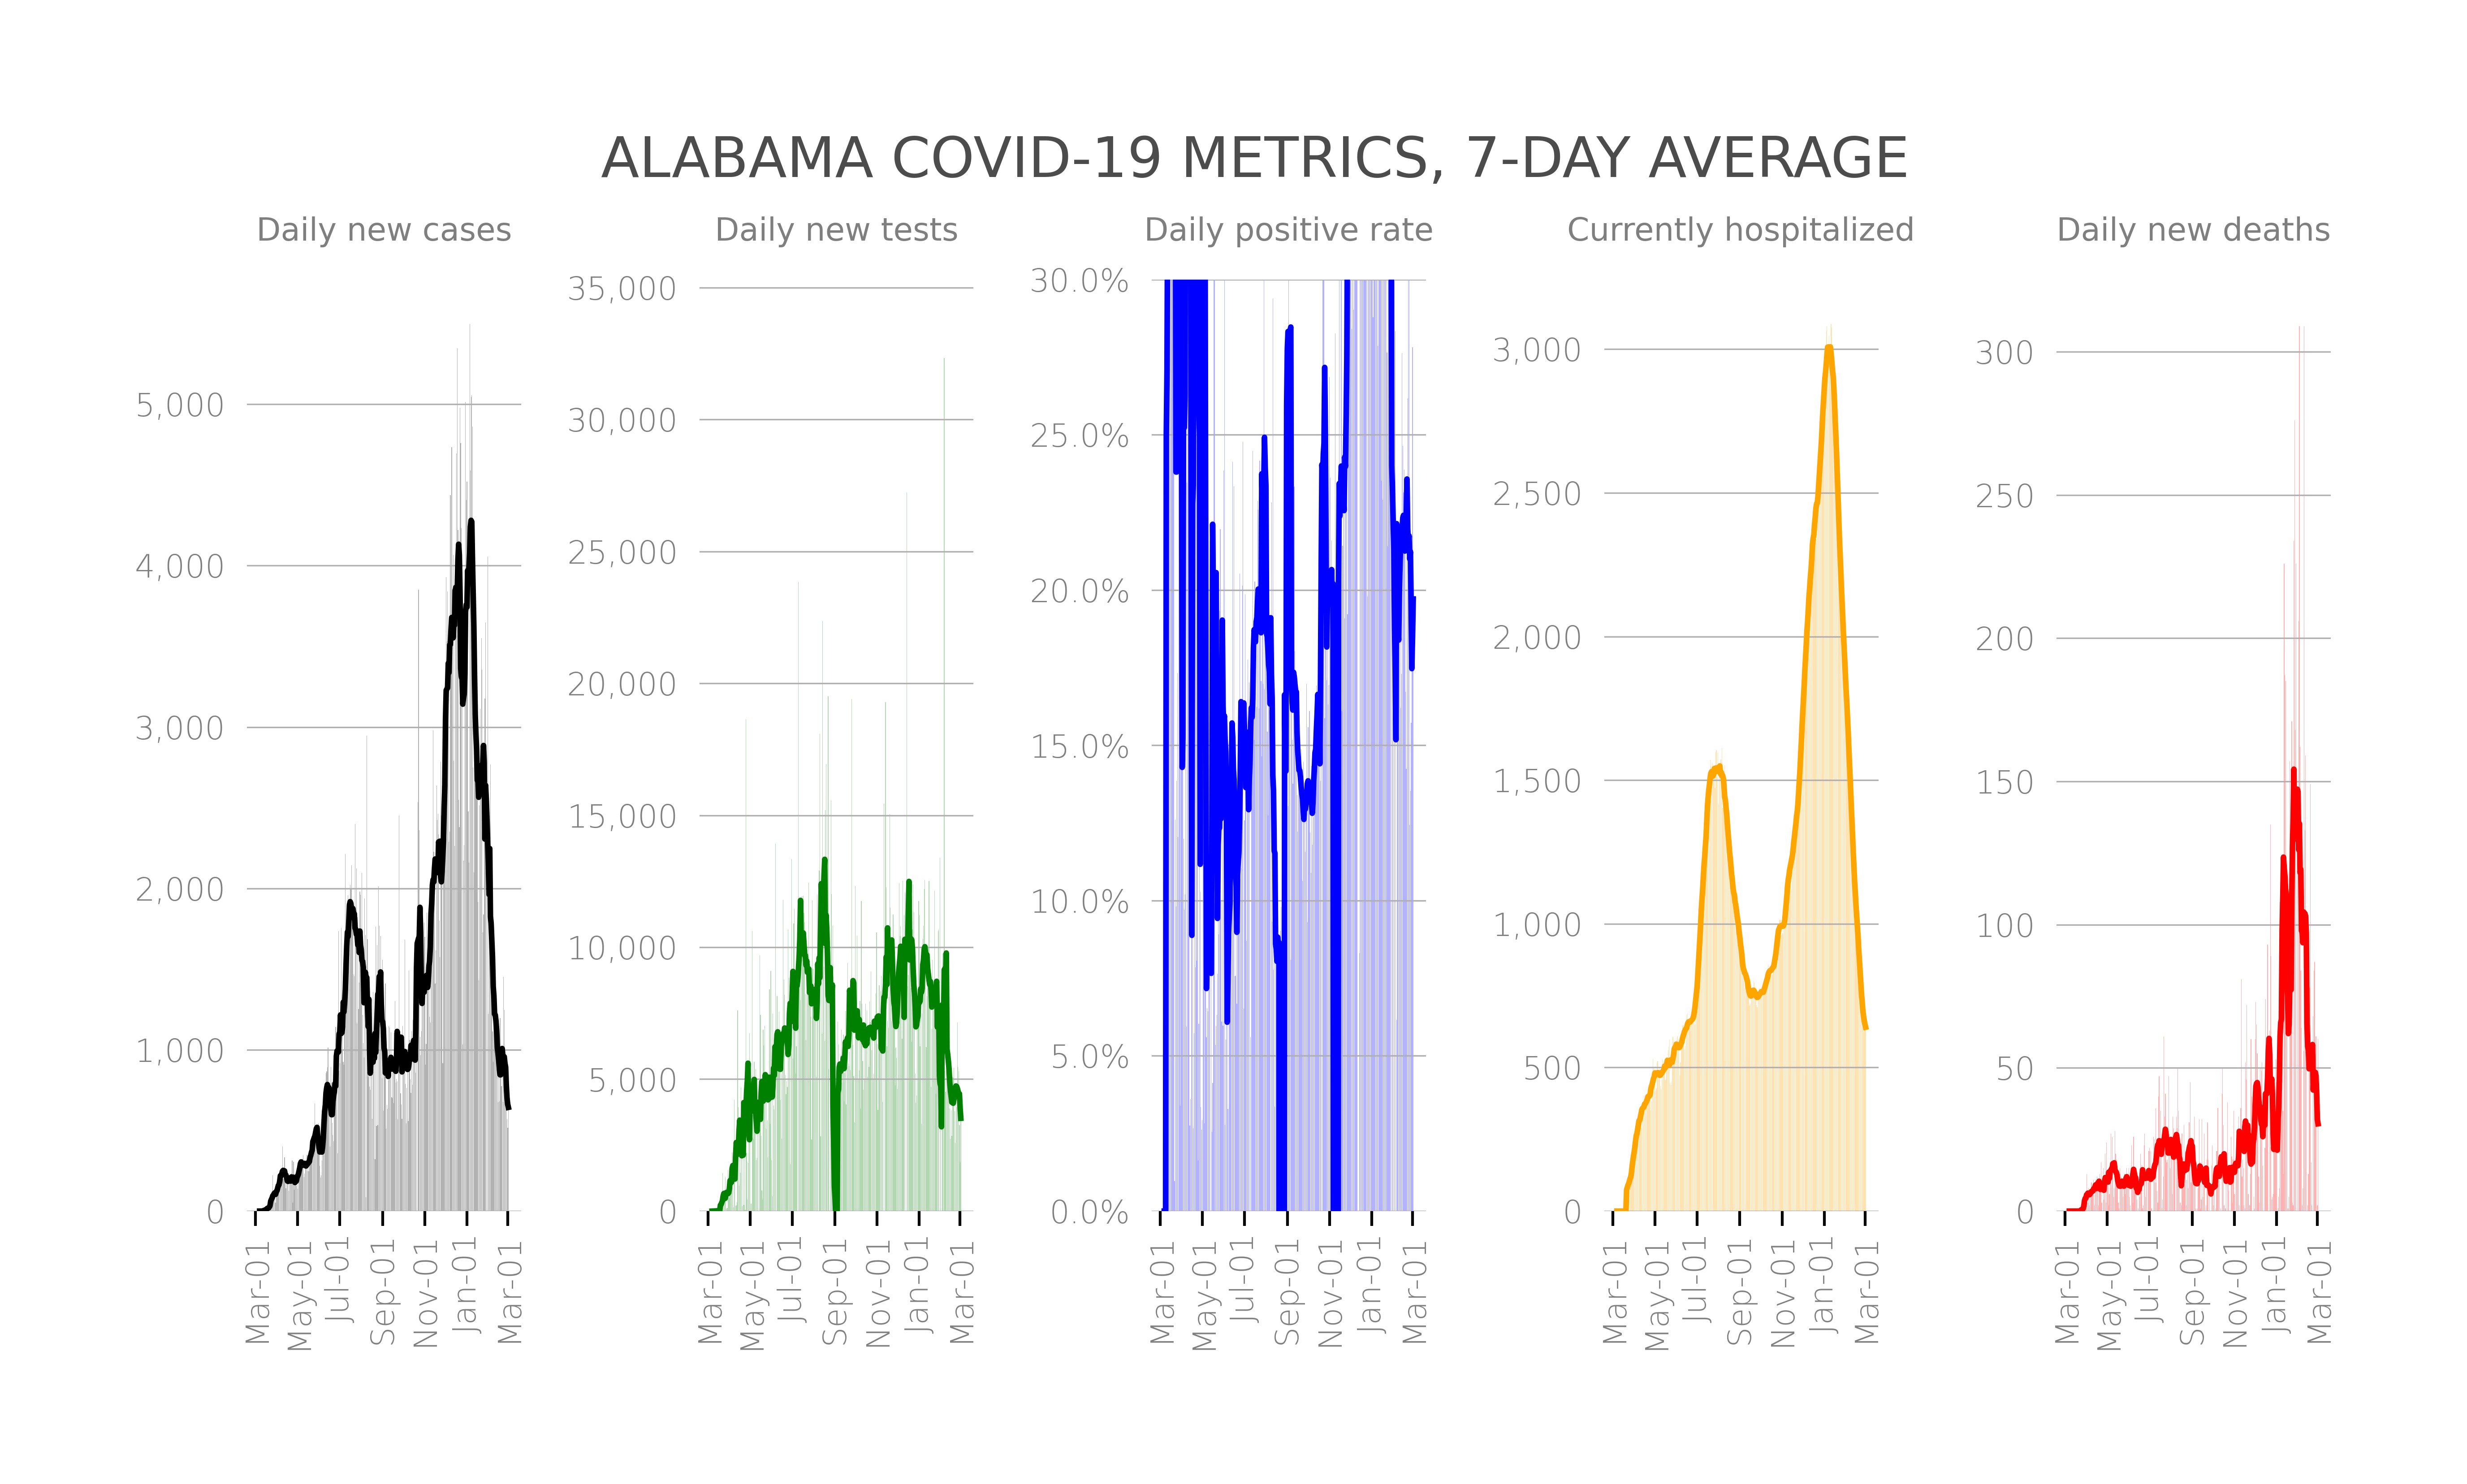 ALABAMA COVID-19 METRICS, 7-DAY AVERAGE
Daily new cases
5,000
4,000
3,000
2,000
1,000
0
Mar-01
May-01
Jul-01
Sep-01
Nov-01
Jan-01
Mar-01
Daily new tests
35,000
30,000
25,000
20,000
15,000
10,000
5,000
0
Mar-01
May-01
Jul-01
Sep-01
Nov-01
Jan-01
Mar-01
Daily positive rate
30.0%
25.0%
20.0%
15.0%
10.0%
5.0%
0.0%
Mar-01
May-01
Jul-01
Sep-01
Nov-01
Jan-01
Mar-01
Currently hospitalized
3,000
2,500
2,000
1,500
1,000
500
0
Mar-01
May-01
Jul-01
Sep-01
Nov-01
Jan-01
Mar-01
Daily new deaths
300
250
200
150
100
50
0
Mar-01
May-01
Jul-01
Sep-01
Nov-01
Jan-01
Mar-01